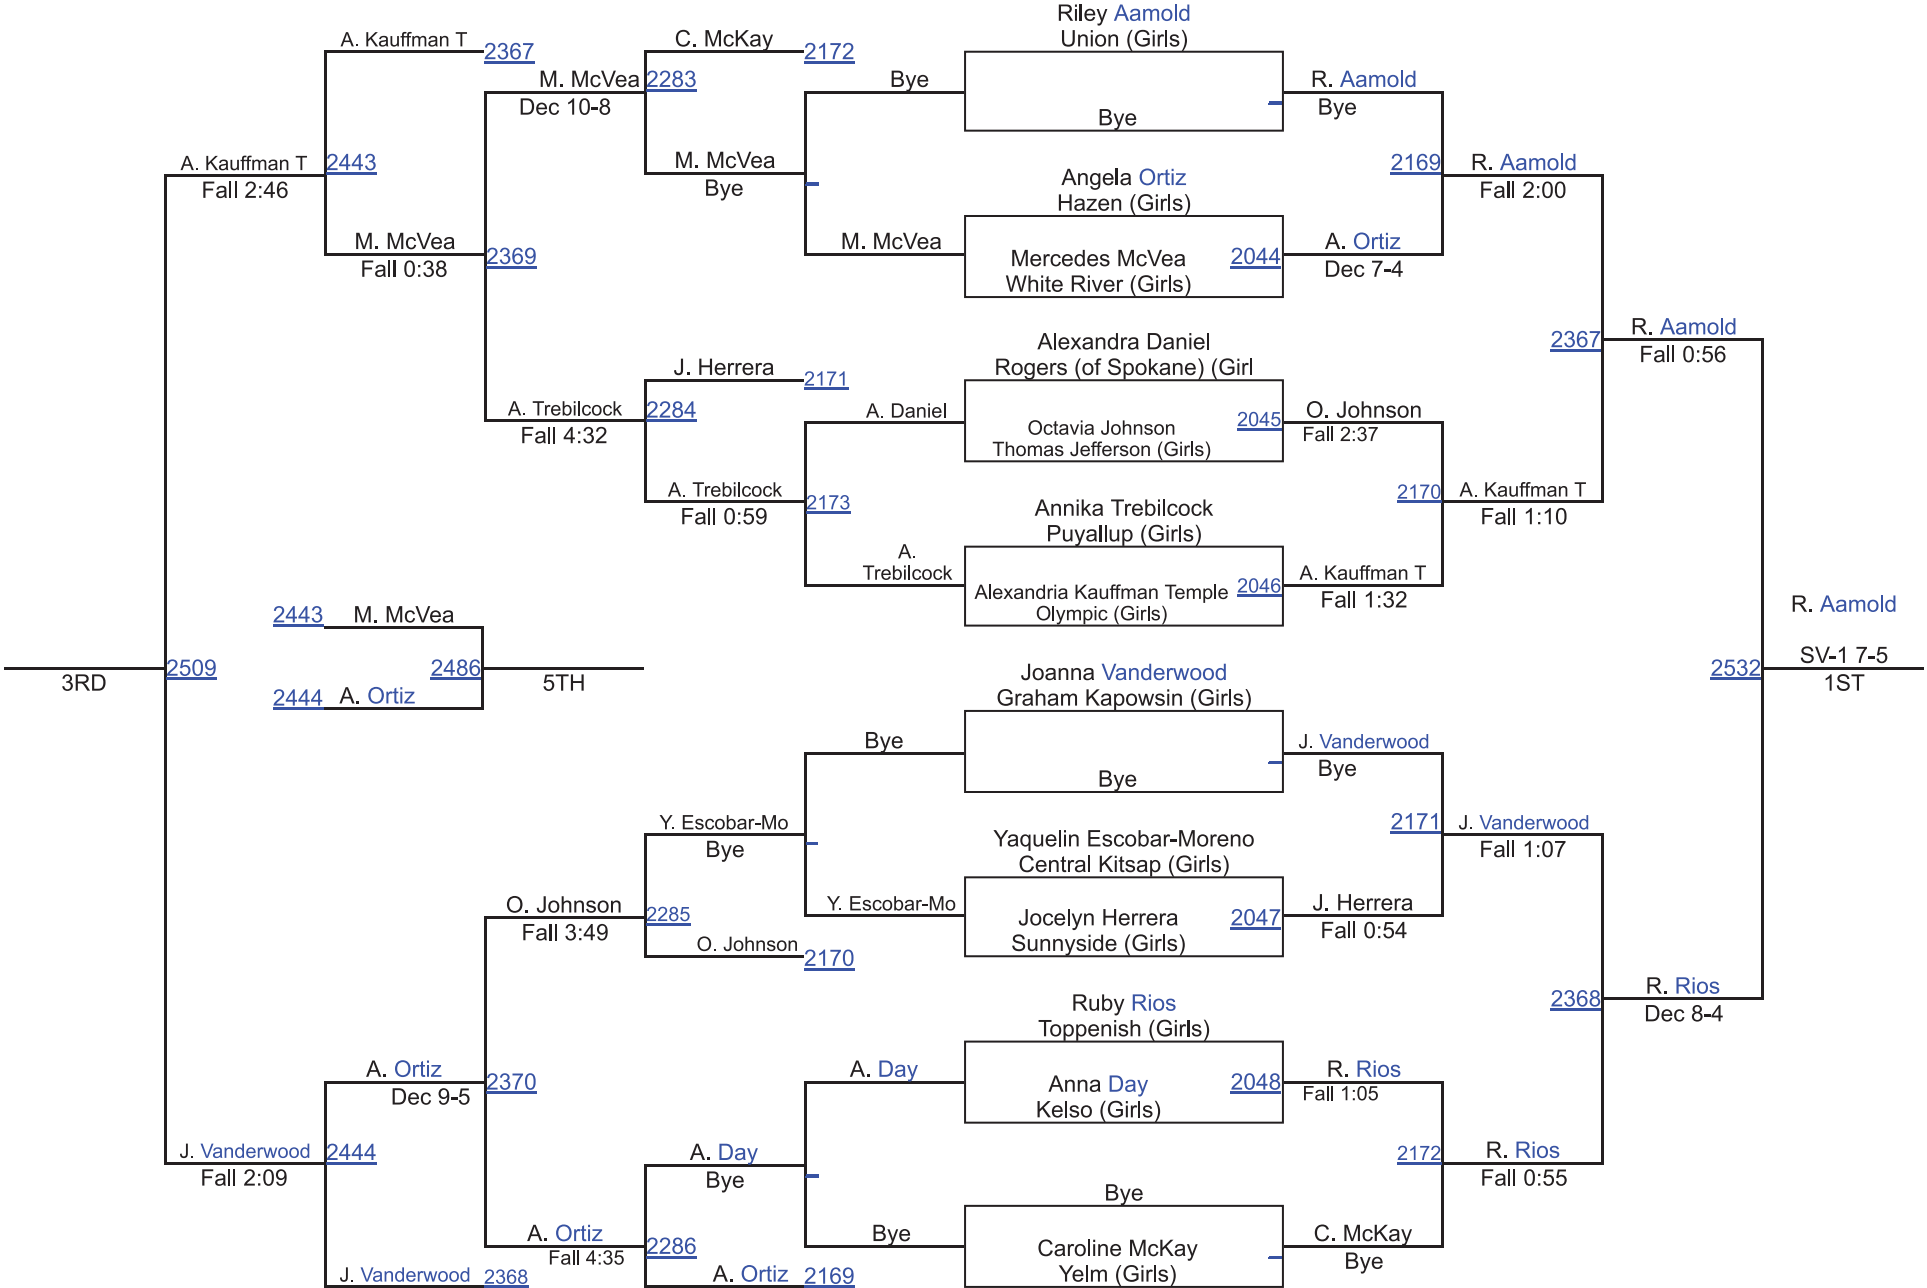 Riley Aamold
Union (Girls)
A. Kauffman T
2367
C. McKay
2172
M. McVea
2283
Dec 10-8
Bye
R. Aamold
Bye
Bye
A. Kauffman T
2443
Fall 2:46
M. McVea
Bye
Angela Ortiz
Hazen (Girls)
2169
R. Aamold
Fall 2:00
M. McVea
Fall 0:38
2369
M. McVea
Mercedes McVea
White River (Girls)
2044
A. Ortiz
Dec 7-4
Alexandra Daniel
Rogers (of Spokane) (Girl
2367
R. Aamold
Fall 0:56
J. Herrera
2171
A. Trebilcock
2284
Fall 4:32
A. Daniel
Octavia Johnson
Thomas Jefferson (Girls)
2045
O. Johnson
Fall 2:37
A. Trebilcock
Fall 0:59
2173
Annika Trebilcock
Puyallup (Girls)
2170
A. Kauffman T
Fall 1:10
A.
Trebilcock
Alexandria Kauffman Temple
Olympic (Girls)
2046
A. Kauffman T
Fall 1:32
2443
M. McVea
R. Aamold
3RD
2509
2486
5TH
2444
A. Ortiz
Joanna Vanderwood
Graham Kapowsin (Girls)
2532
SV-1 7-5
1ST
Bye
Bye
J. Vanderwood
Bye
Y. Escobar-Mo
Bye
Yaquelin Escobar-Moreno
Central Kitsap (Girls)
2171
J. Vanderwood
Fall 1:07
O. Johnson
Fall 3:49
2285
Y. Escobar-Mo
Jocelyn Herrera
Sunnyside (Girls)
2047
J. Herrera
Fall 0:54
O. Johnson
2170
Ruby Rios
Toppenish (Girls)
2368
R. Rios
Dec 8-4
A. Ortiz
Dec 9-5
2370
A. Day
Anna Day
Kelso (Girls)
2048
R. Rios
Fall 1:05
J. Vanderwood
Fall 2:09
2444
A. Day
Bye
2172
R. Rios
Fall 0:55
Bye
A. Ortiz
Fall 4:35
2286
Bye
Caroline McKay
Yelm (Girls)
C. McKay
Bye
J. Vanderwood
2368
A. Ortiz
2169